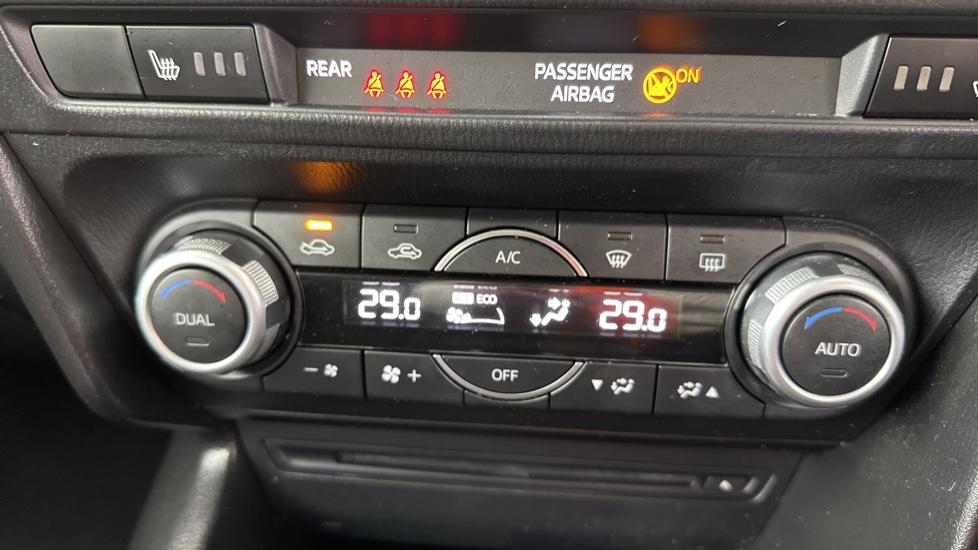 REAR
PASSENGER
AIRBAG
ON
A/C
29.0
ECO
29.0
DUAL
AUTO
- +
OFF